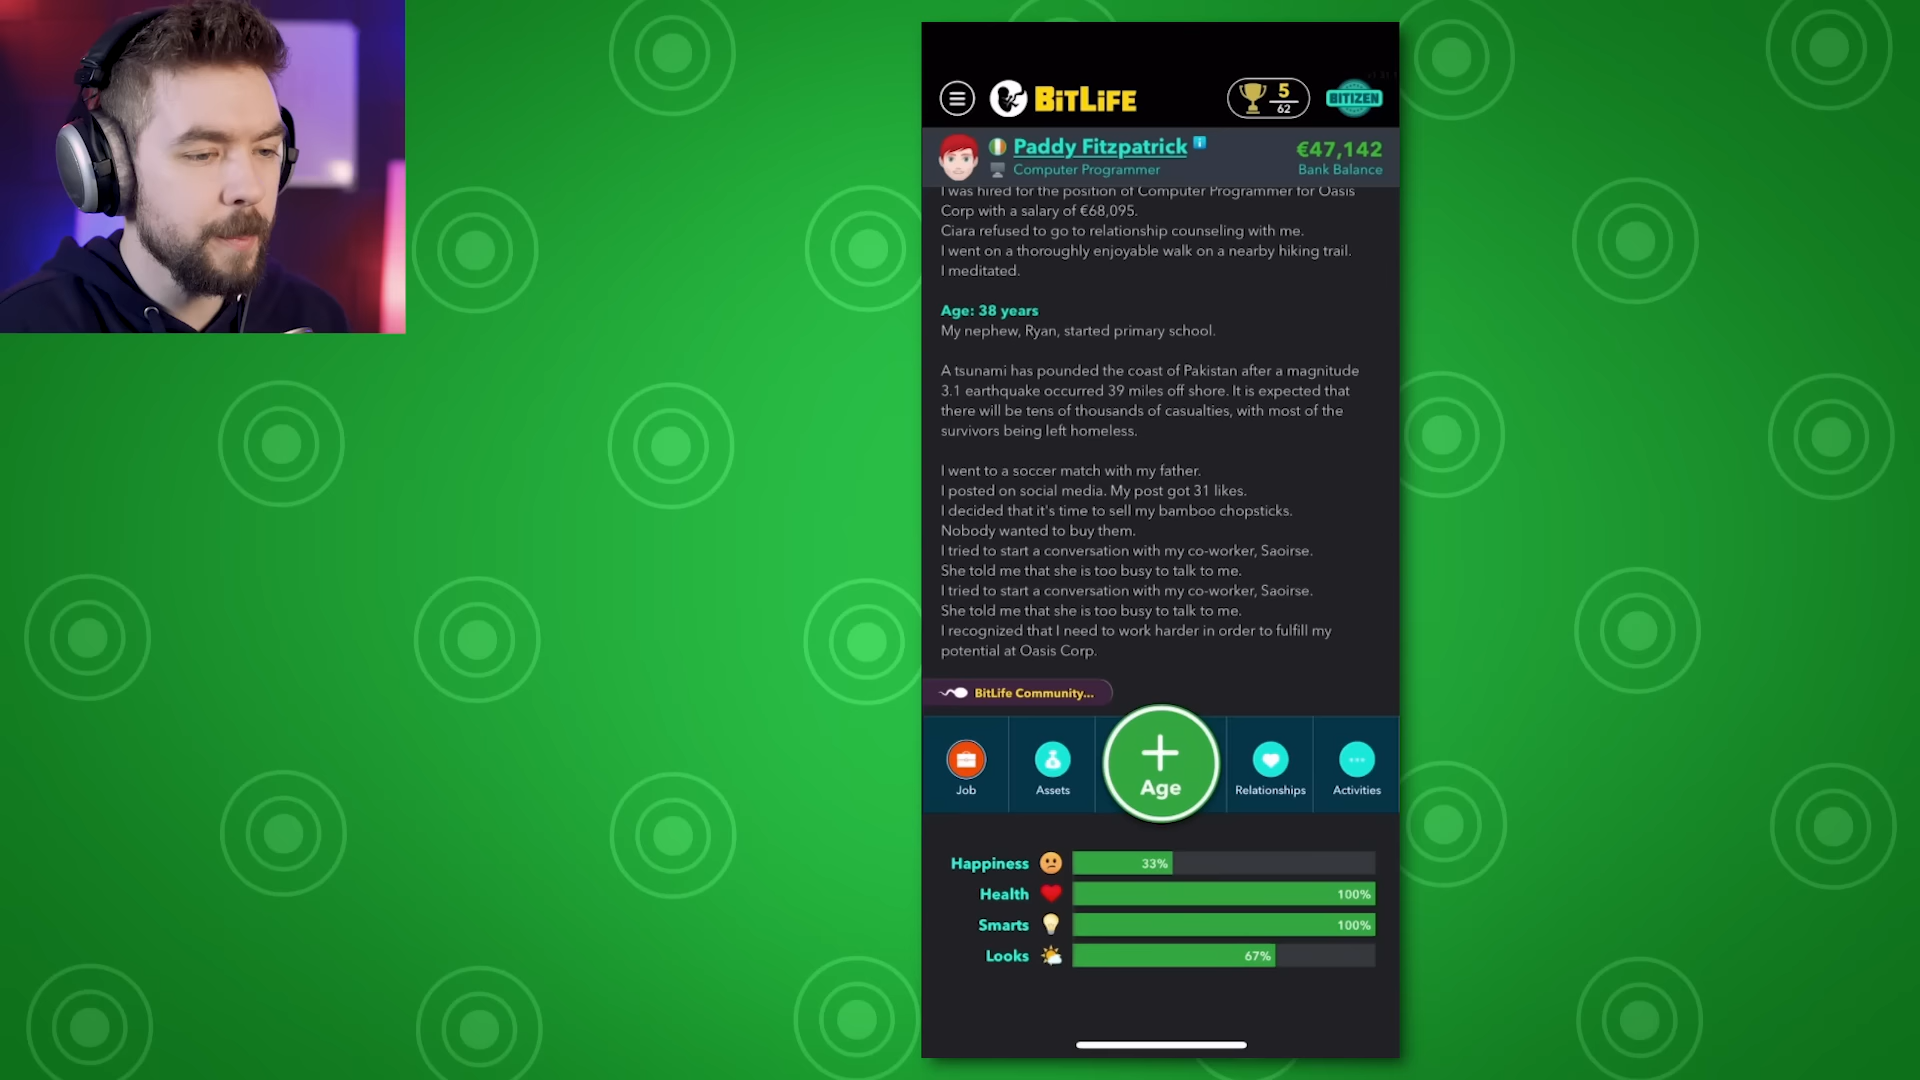 BITLIFE
5
62
BITIZEN
Paddy Fitzpatrick
€47,142
Computer Programmer
Bank Balance
I was hired for the position of Computer Programmer for Oasis
Corp with a salary of €68,095.
Ciara refused to go to relationship counseling with me.
I went on a thoroughly enjoyable walk on a nearby hiking trail.
I meditated.
Age: 38 years
My nephew, Ryan, started primary school.
A tsunami has pounded the coast of Pakistan after a magnitude
3.1 earthquake occurred 39 miles off shore. It is expected that
there will be tens of thousands of casualties, with most of the
survivors being left homeless.
I went to a soccer match with my father.
I posted on social media. My post got 31 likes.
I decided that it's time to sell my bamboo chopsticks.
Nobody wanted to buy them.
I tried to start a conversation with my co-worker, Saoirse.
She told me that she is too busy to talk to me.
I tried to start a conversation with my co-worker, Saoirse.
She told me that she is too busy to talk to me.
I recognized that I need to work harder in order to fulfill my
potential at Oasis Corp.
BitLife Community...
Job
Assets
Age
Relationships
Activities
Happiness 33%
Health 100%
Smarts 100%
Looks 67%